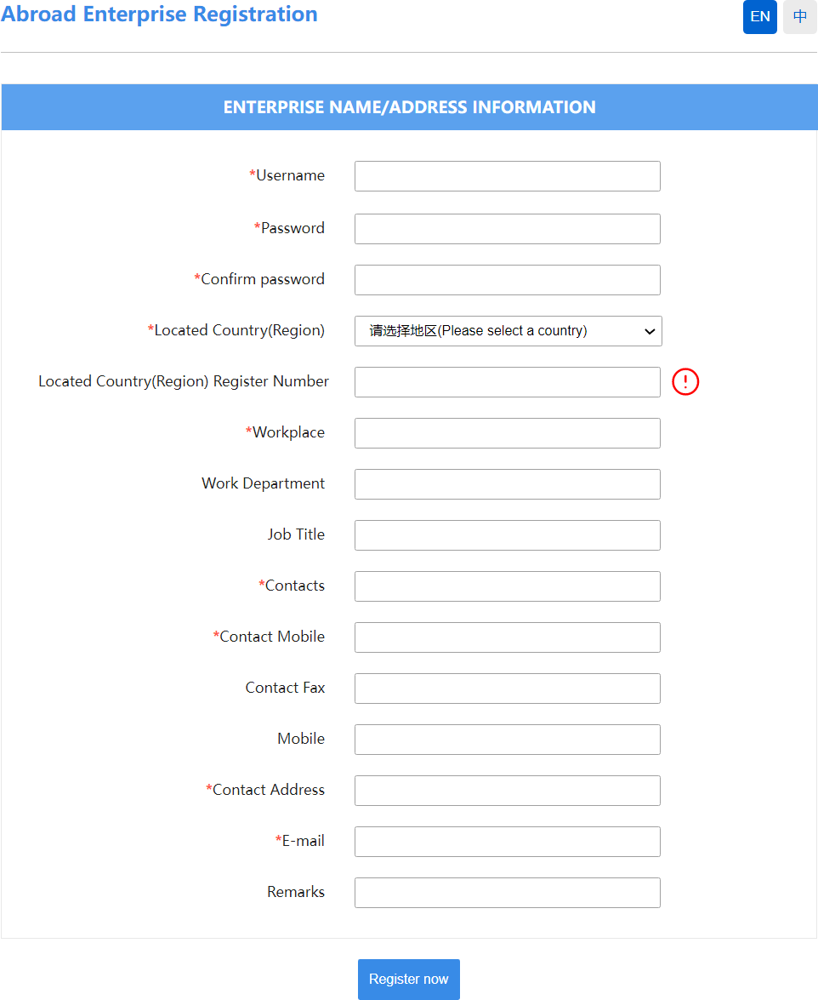 Abroad Enterprise Registration
EN 中
ENTERPRISE NAME/ADDRESS INFORMATION
*Username
*Password
*Confirm password
*Located Country(Region) 请选择地区(Please select a country)
Located Country(Region) Register Number
*Workplace
Work Department
Job Title
*Contacts
*Contact Mobile
Contact Fax
Mobile
*Contact Address
*E-mail
Remarks
Register now